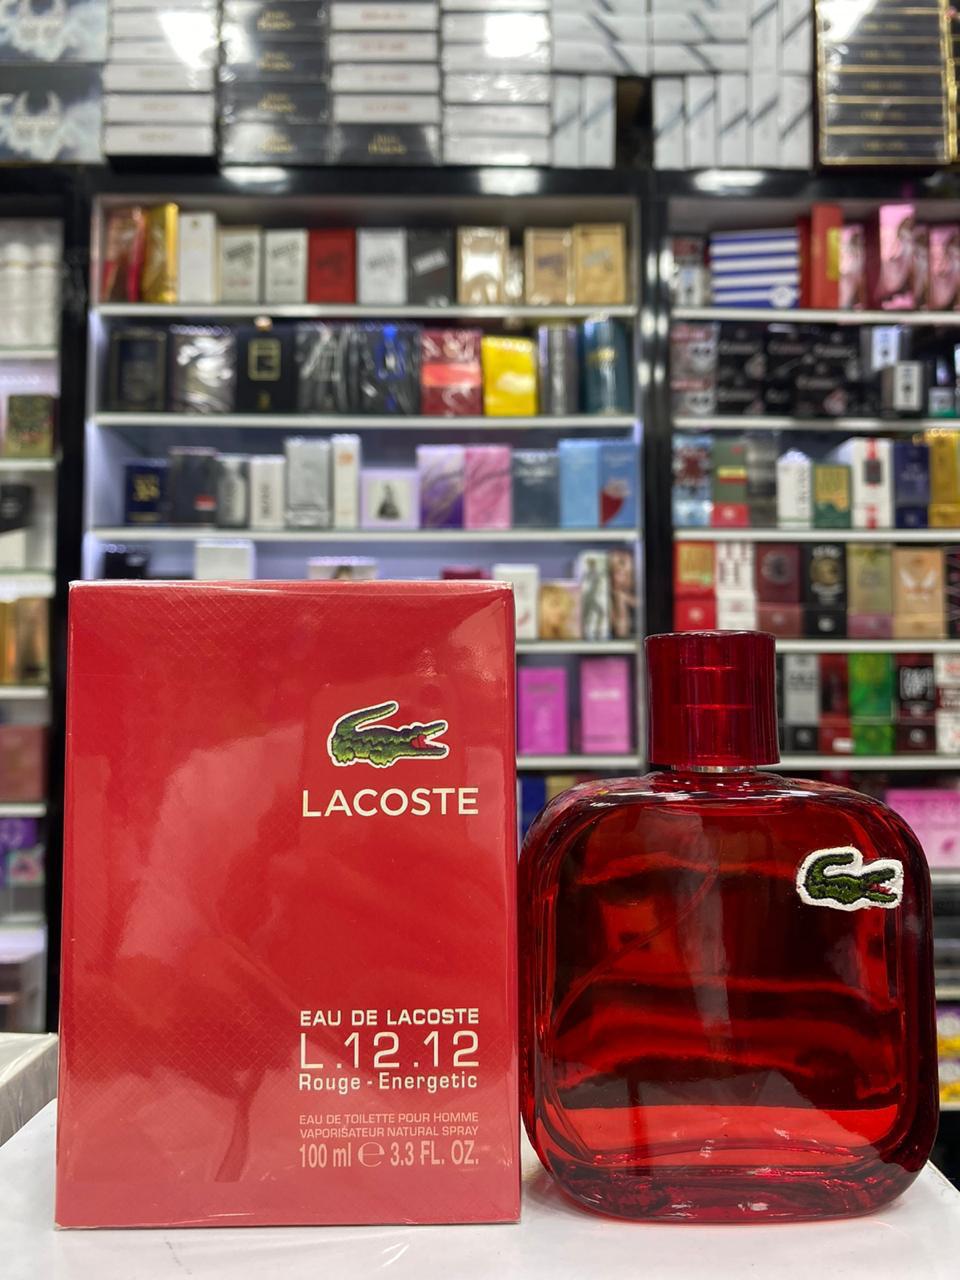 LACOSTE
EAU DE LACOSTE
L.12.12
Rouge - Energetic
EAU DE TOILETTE POUR HOMME
VAPORISATEUR NATURAL SPRAY
100 ml ℮ 3.3 FL. OZ.